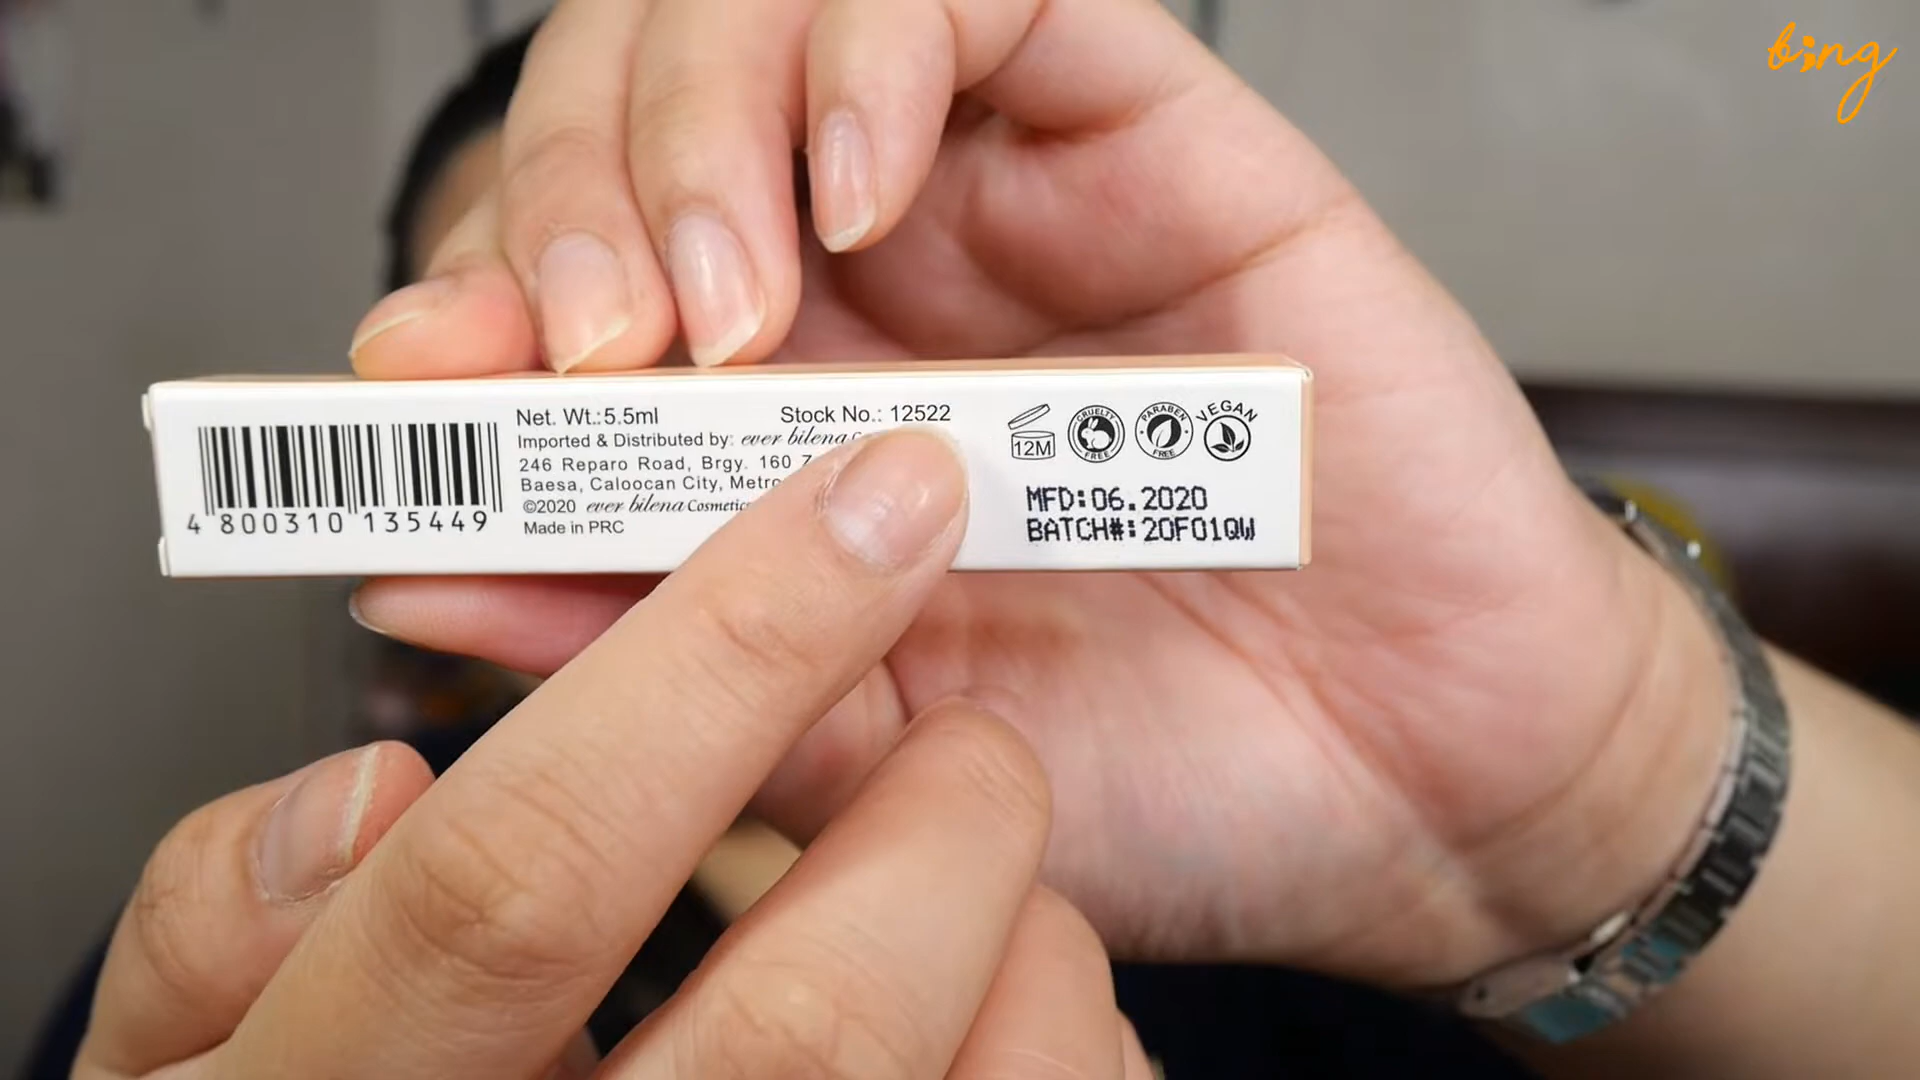 bing
Net. Wt.:5.5ml
Stock No.: 12522
Imported & Distributed by: ever bilena
246 Reparo Road, Brgy. 160
Baesa, Caloocan City, Metro
©2020 ever bilena Cosmetics
Made in PRC
4 800310 135449
12M
CRUELTY FREE
PARABEN FREE
VEGAN
MFD:06.2020
BATCH#:20F01QW